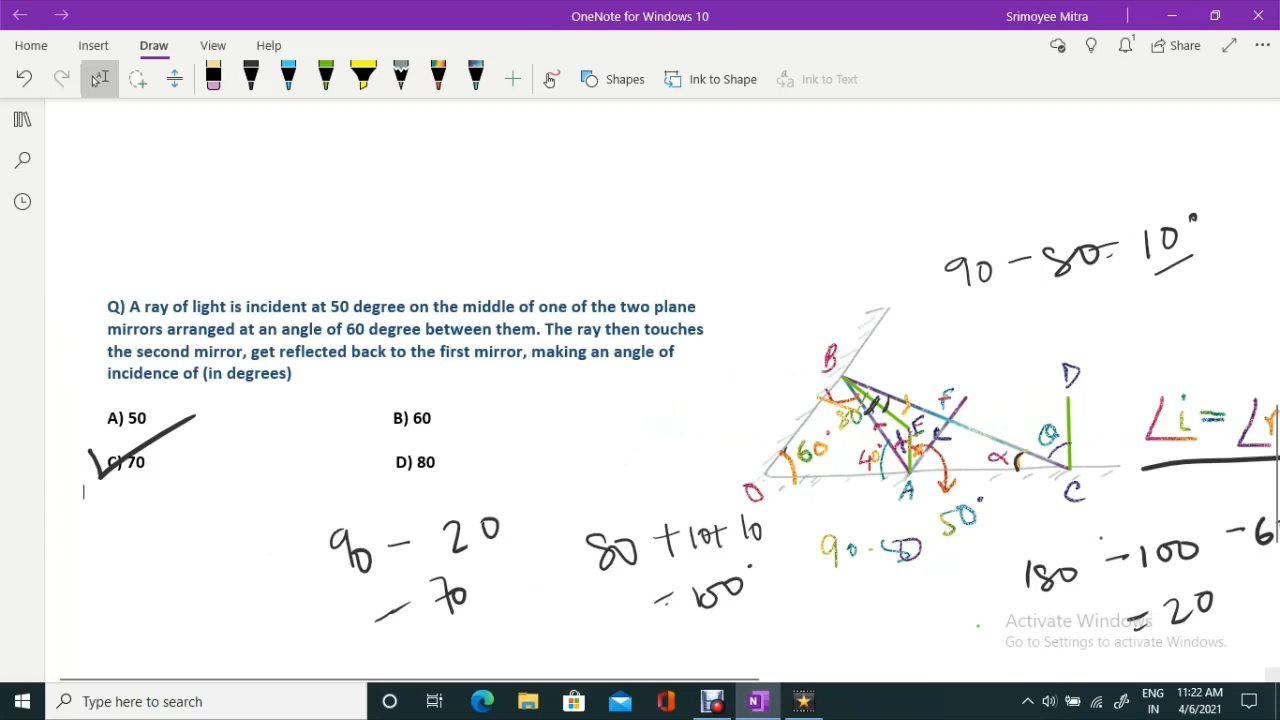 OneNote for Windows 10
Srimoyee Mitra
Home Insert Draw View Help
Share
Shapes
Ink to Shape
Ink to Text
90 - 80 = 10°
Q) A ray of light is incident at 50 degree on the middle of one of the two plane
mirrors arranged at an angle of 60 degree between them. The ray then touches
the second mirror, get reflected back to the first mirror, making an angle of
incidence of (in degrees)
A) 50 B) 60
C) 70 D) 80
B
D
F
E
80
60°
40°
α
O
A
C
50°
∠i = ∠r
90 - 20
= 70
80 + 10 + 10
= 100°
90 - 50
180 - 100 - 6
= 20
Activate Windows
Go to Settings to activate Windows.
Type here to search
ENG
IN
11:22 AM
4/6/2021